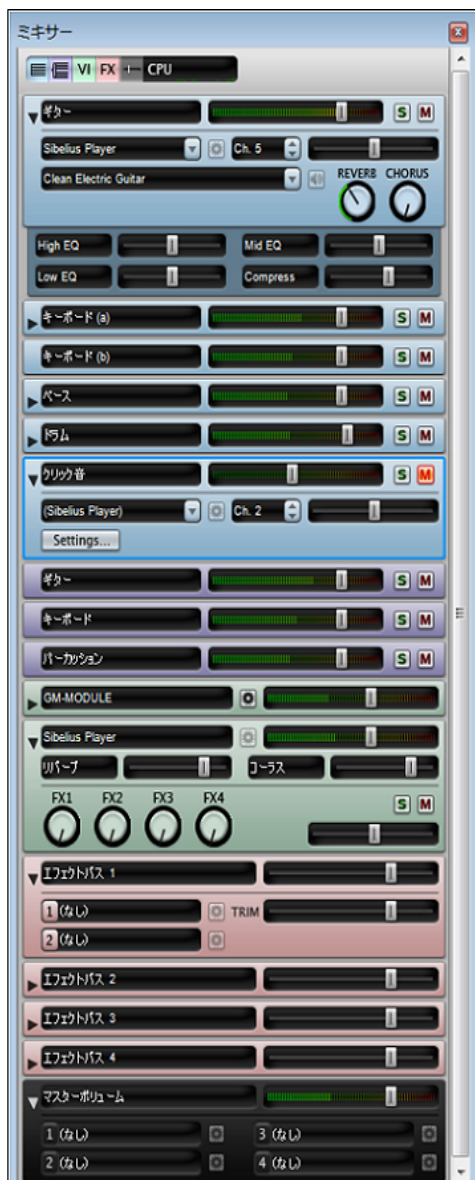 ミキサー
VI FX CPU
ギター S M
Sibelius Player Ch. 5
Clean Electric Guitar REVERB CHORUS
High EQ Mid EQ
Low EQ Compress
キーボード (a) S M
キーボード (b) S M
ベース S M
ドラム S M
クリック音 S M
(Sibelius Player) Ch. 2
Settings...
ギター S M
キーボード S M
パーカッション S M
GM-MODULE
Sibelius Player
リバーブ コーラス
FX1 FX2 FX3 FX4 S M
エフェクトバス 1
1 (なし) TRIM
2 (なし)
エフェクトバス 2
エフェクトバス 3
エフェクトバス 4
マスターボリューム
1 (なし) 3 (なし)
2 (なし) 4 (なし)